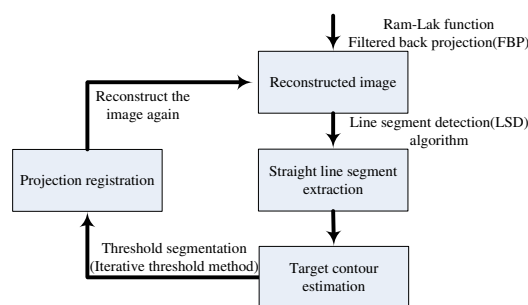 Ram-Lak function
Filtered back projection(FBP)
Reconstructed image
Reconstruct the
image again
Line segment detection(LSD)
algorithm
Projection registration
Straight line segment
extraction
Threshold segmentation
(Iterative threshold method)
Target contour
estimation